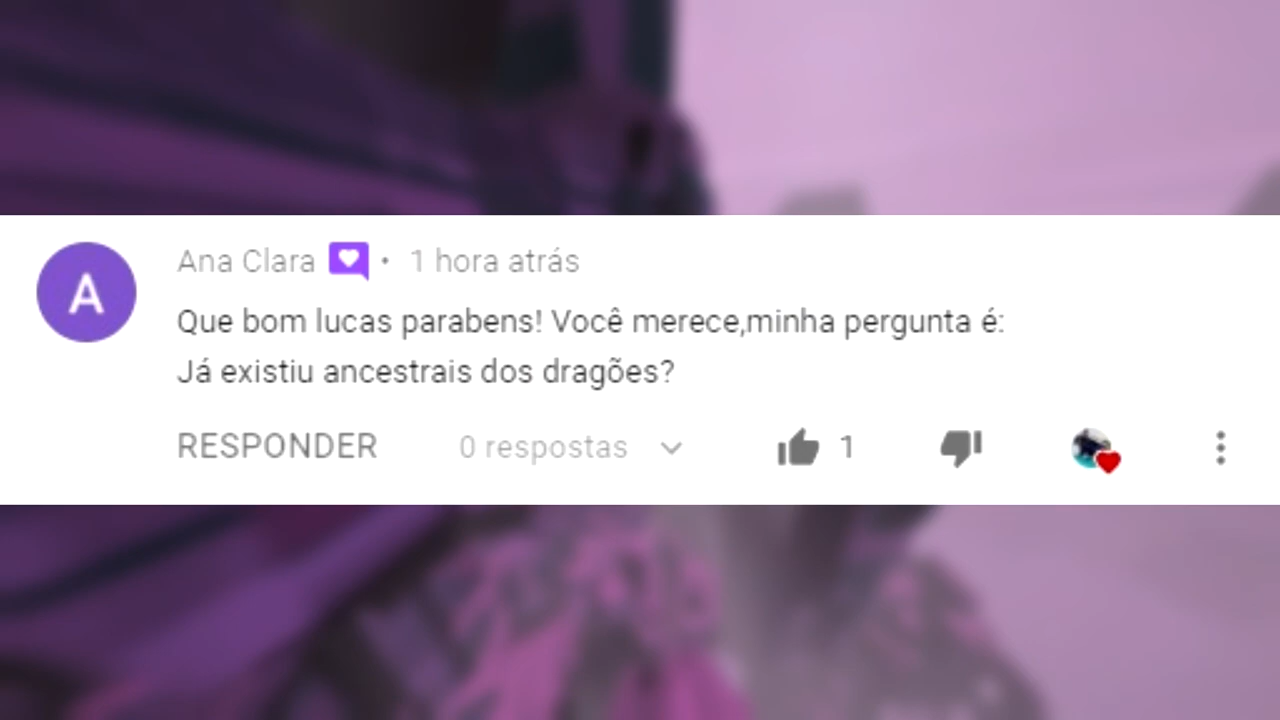 A
Ana Clara • 1 hora atrás
Que bom lucas parabens! Você merece,minha pergunta é:
Já existiu ancestrais dos dragões?
RESPONDER 0 respostas 1